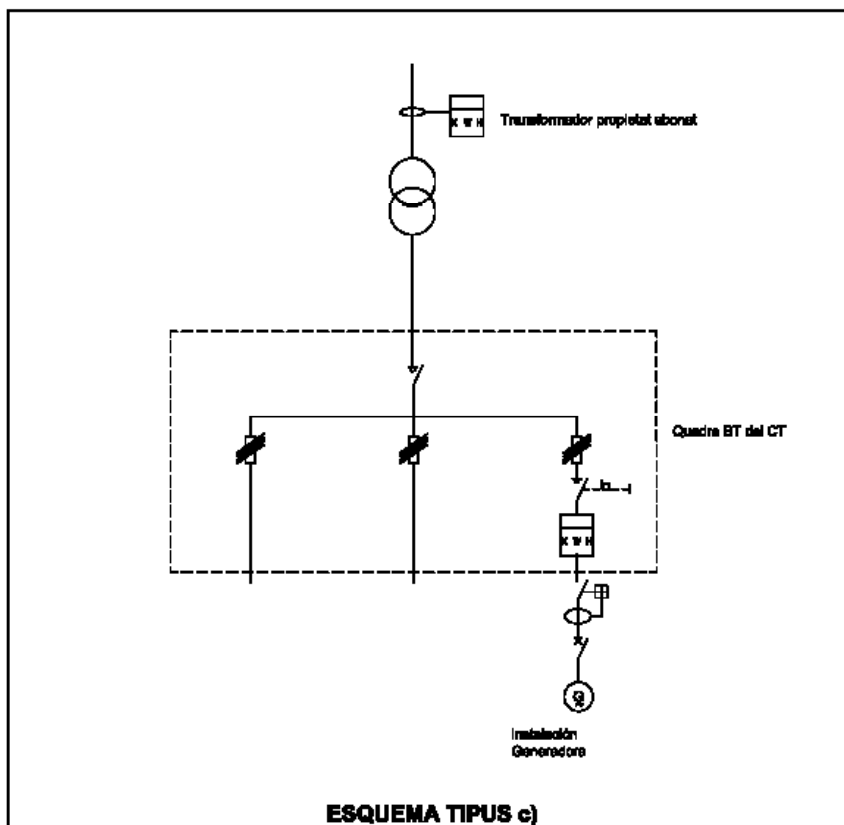 K W H
Transformador propietat abonat
Quadre BT del CT
K W H
G
Instalación
Generadora
ESQUEMA TIPUS c)